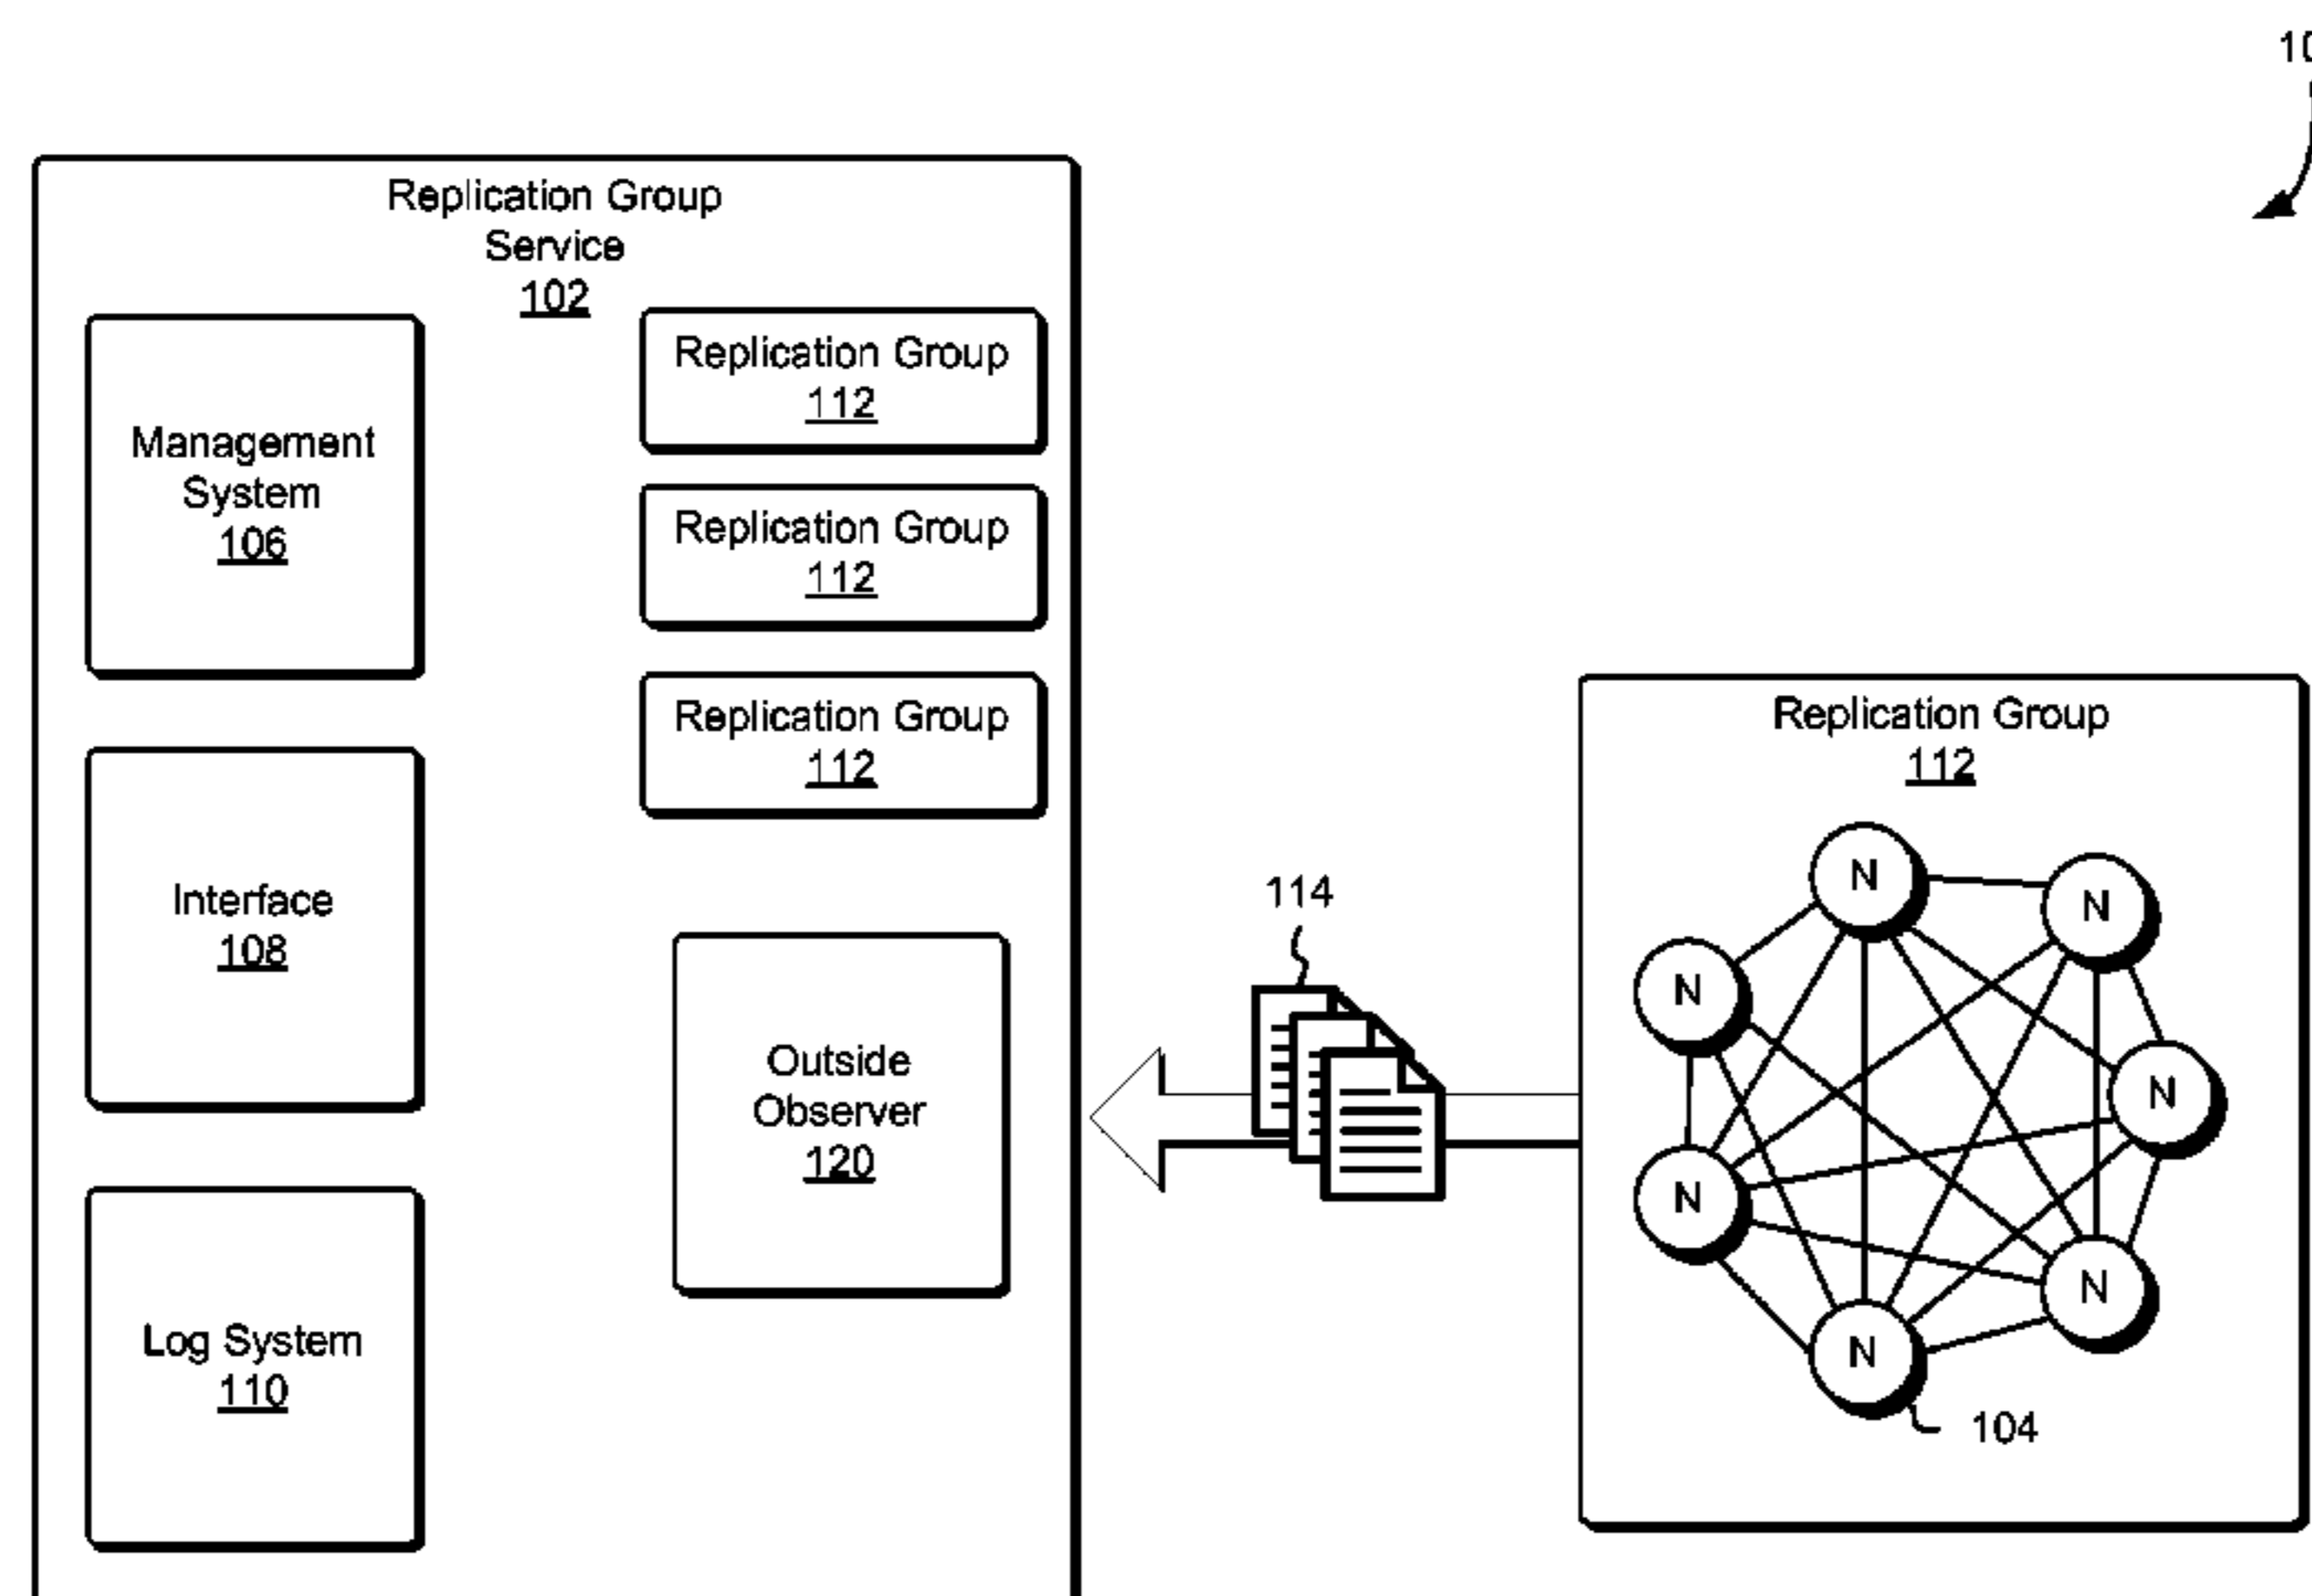 Replication Group
Service
102
Management
System
106
Interface
108
Log System
110
Replication Group
112
Replication Group
112
Replication Group
112
Outside
Observer
120
114
Replication Group
112
N
N
N
N
N
N
N
104